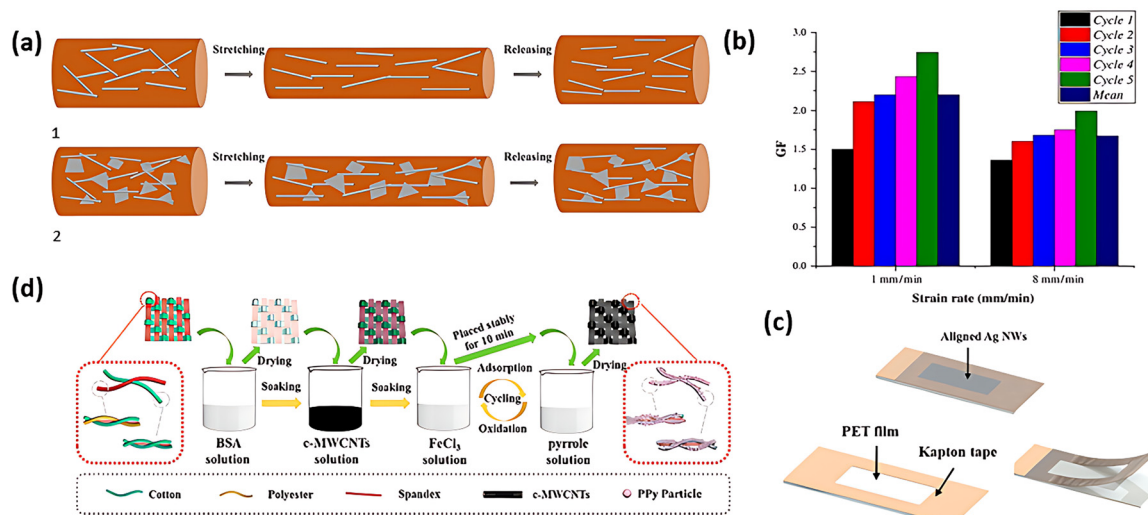 (a)
Stretching
Releasing
1
Stretching
Releasing
2
(b)
Cycle 1
Cycle 2
Cycle 3
Cycle 4
Cycle 5
Mean
3.0
2.5
2.0
1.5
1.0
0.5
0.0
GF
1 mm/min
8 mm/min
Strain rate (mm/min)
(c)
Aligned Ag NWs
PET film
Kapton tape
(d)
Drying
Drying
Placed stably
for 10 min
Drying
Soaking
Soaking
Adsorption
Cycling
Oxidation
BSA
solution
c-MWCNTs
solution
FeCl3
solution
pyrrole
solution
Cotton
Polyester
Spandex
c-MWCNTs
PPy Particle